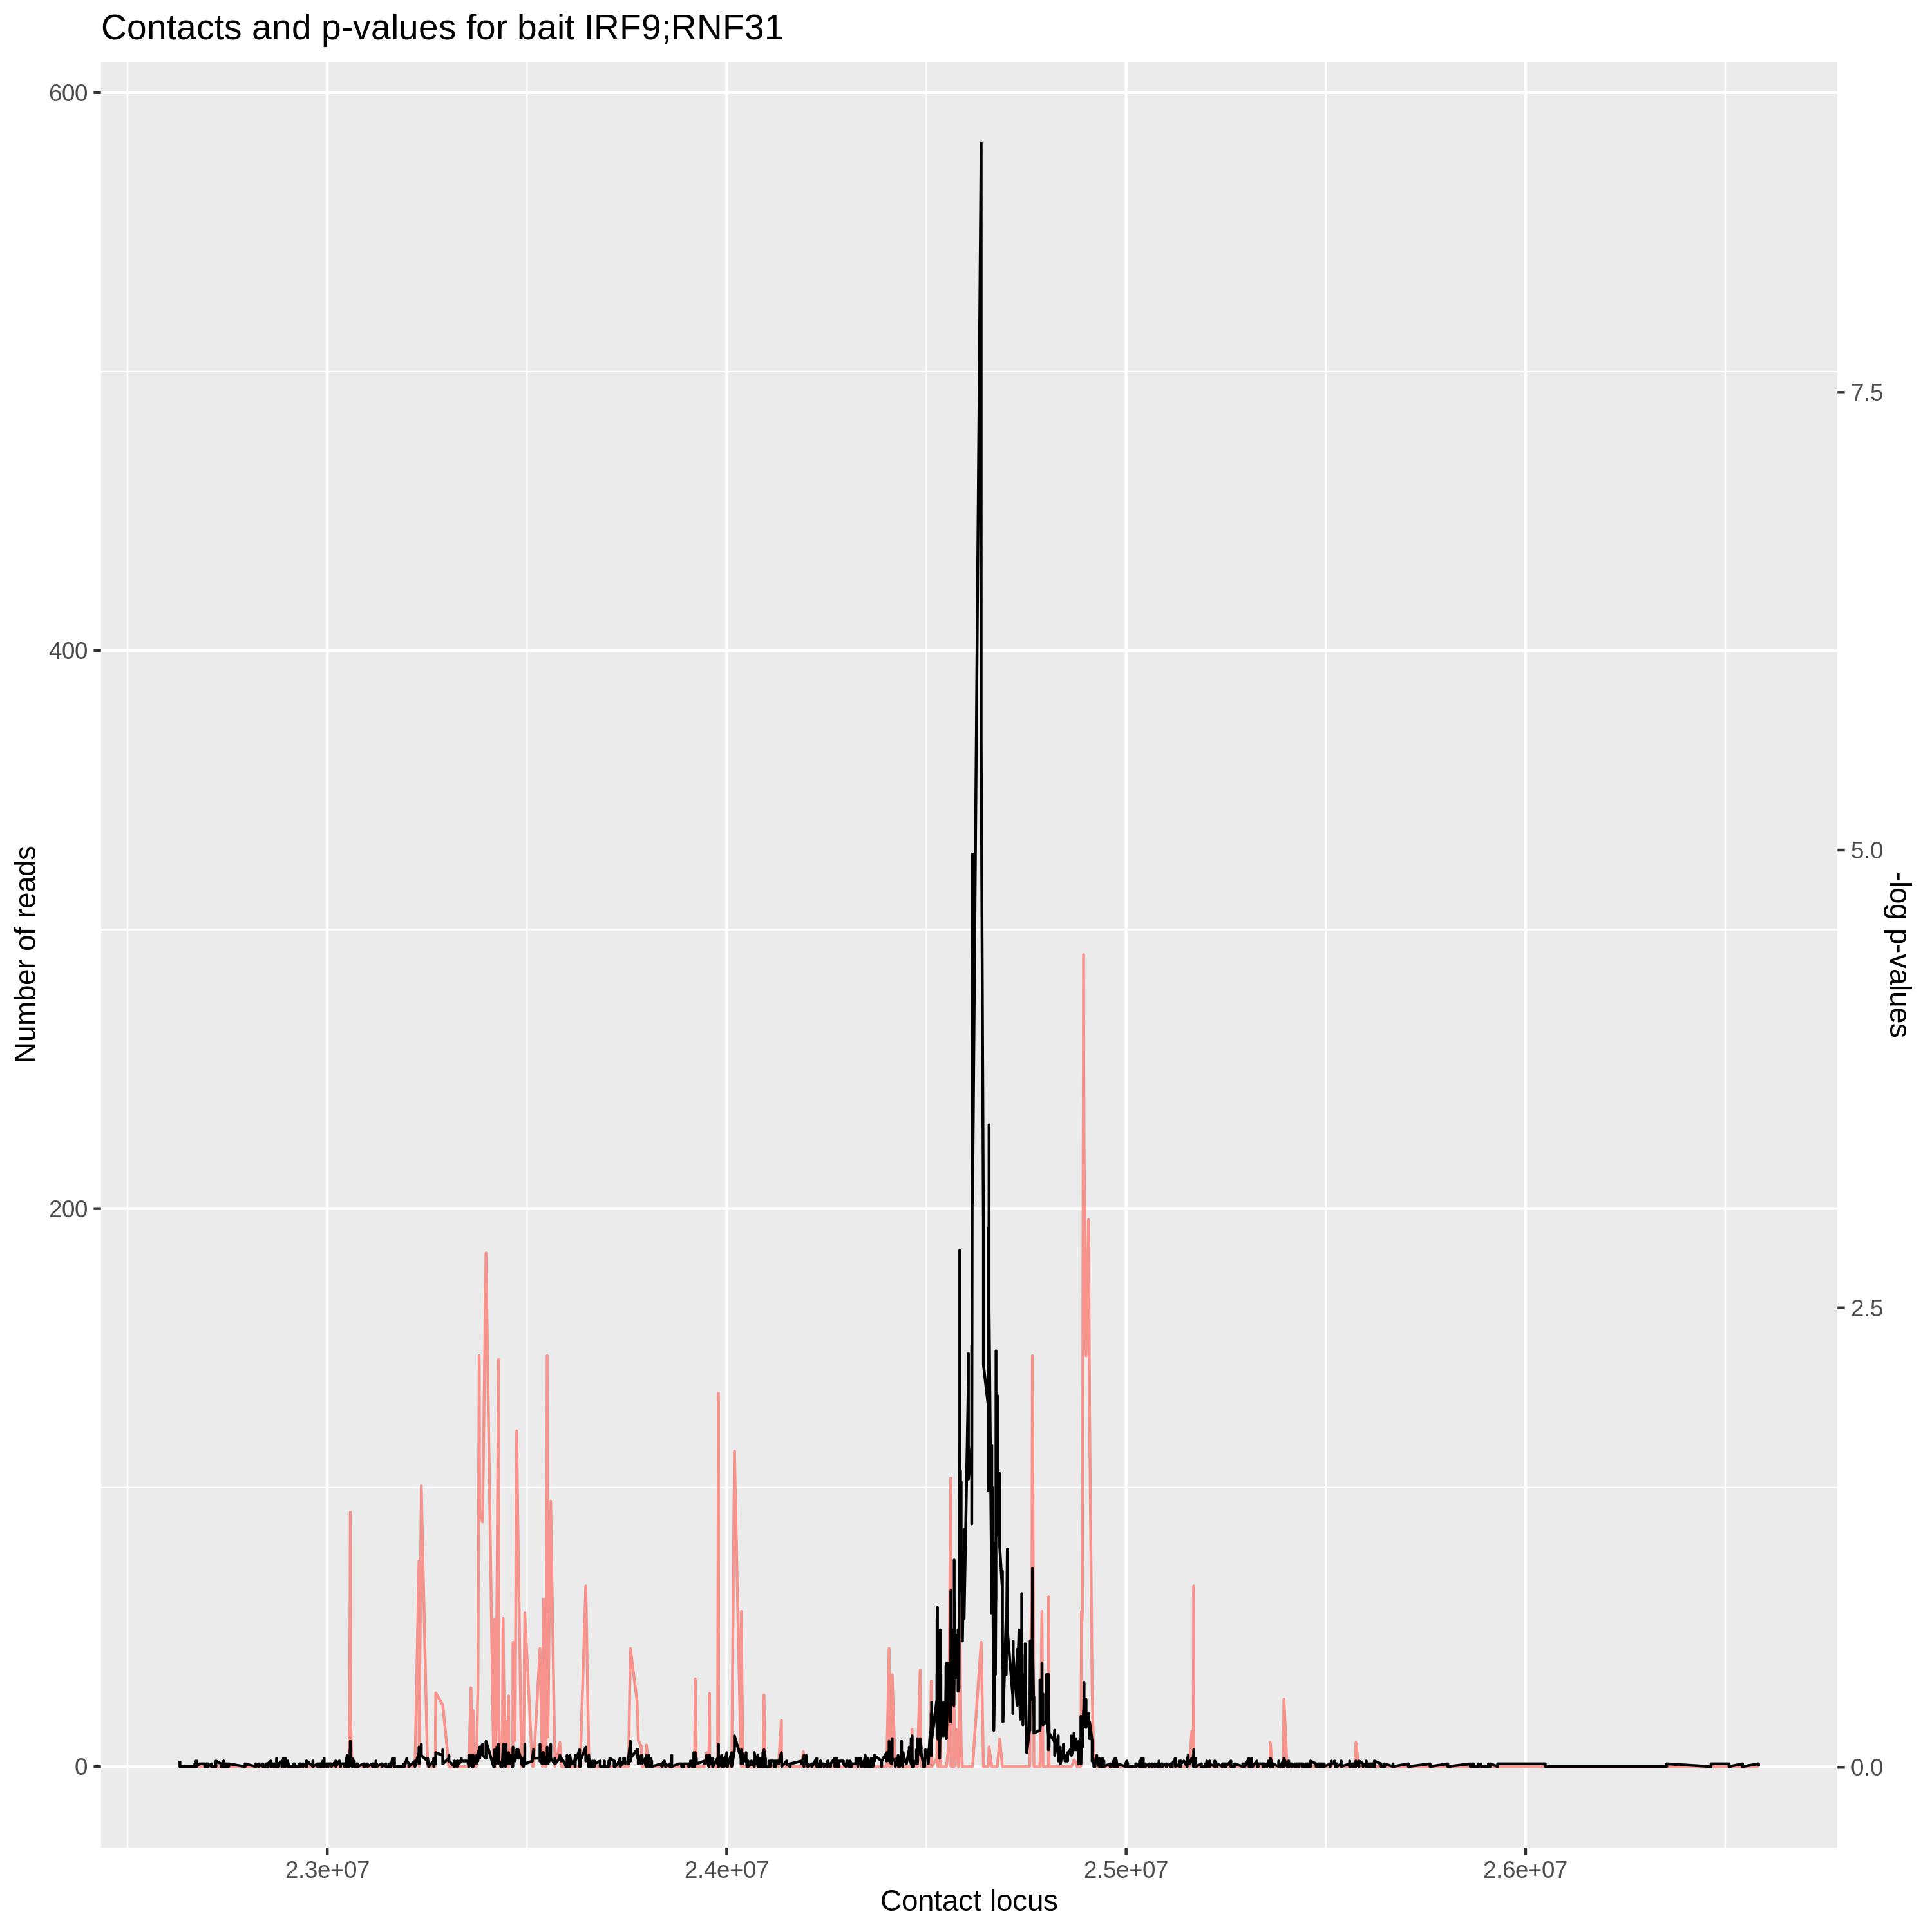 Contacts and p-values for bait IRF9;RNF31
600
400
200
0
Number of reads
7.5
5.0
2.5
0.0
-log p-values
2.3e+07
2.4e+07
2.5e+07
2.6e+07
Contact locus